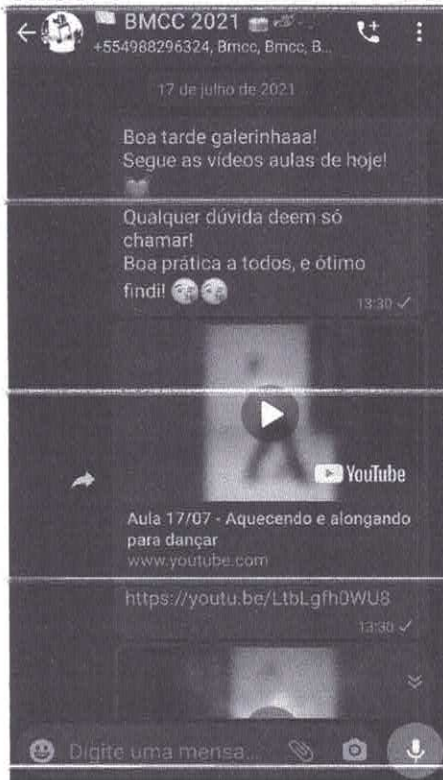 BMCC 2021
+554988296324, Bmcc, Bmcc, B...
17 de julho de 2021
Boa tarde galerinhaaa!
Segue as vídeos aulas de hoje!
Qualquer dúvida deem só
chamar!
Boa prática a todos, e ótimo
findi!
13:30
YouTube
Aula 17/07 - Aquecendo e alongando
para dançar
www.youtube.com
https://youtu.be/LtbLgfh0WU8
13:30
Digite uma mensa...